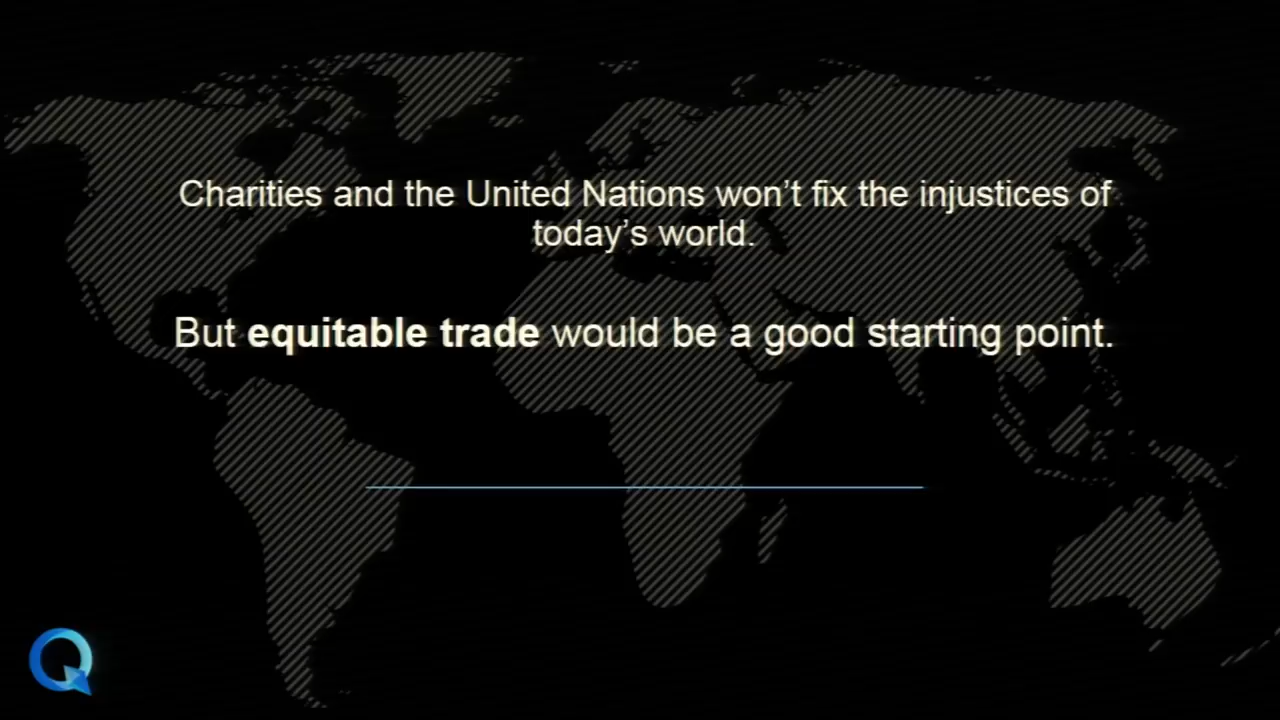 Charities and the United Nations won’t fix the injustices of
today’s world.
But equitable trade would be a good starting point.